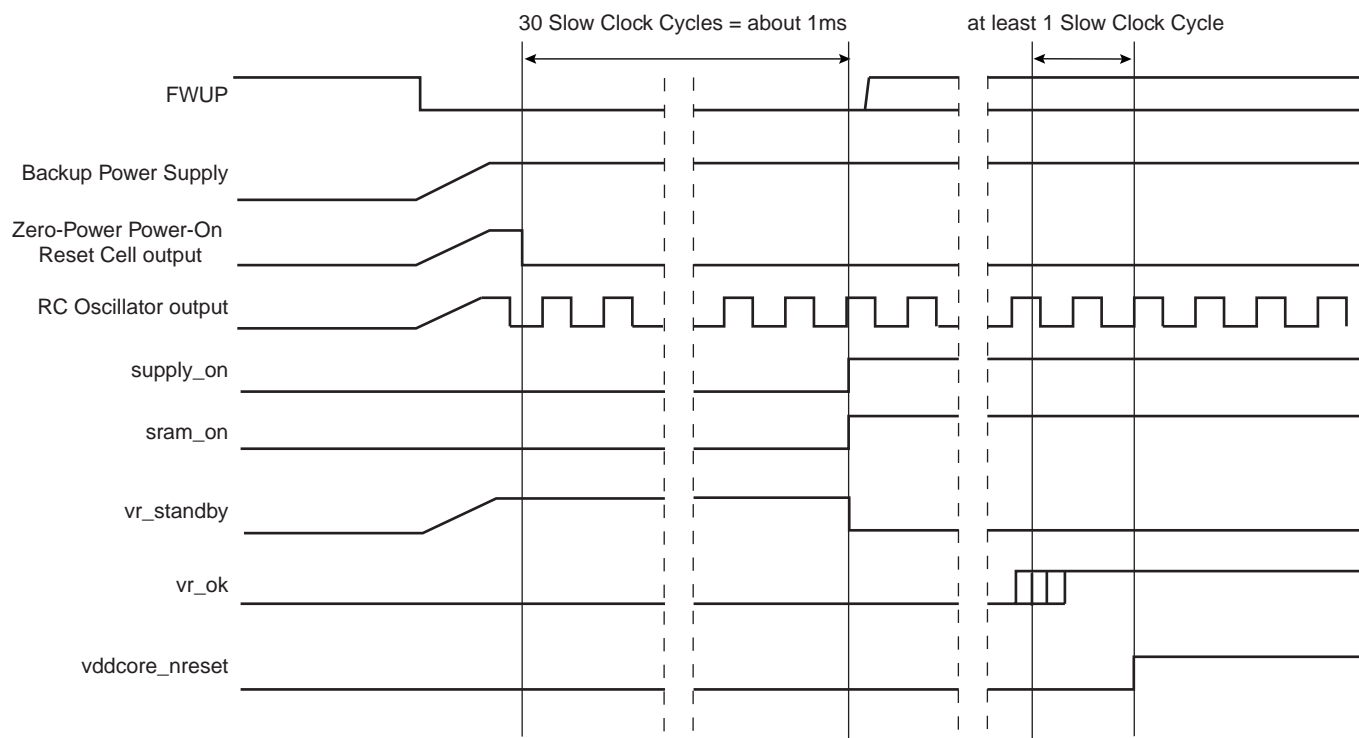 30 Slow Clock Cycles = about 1ms
at least 1 Slow Clock Cycle
FWUP
Backup Power Supply
Zero-Power Power-On
Reset Cell output
RC Oscillator output
supply_on
sram_on
vr_standby
vr_ok
vddcore_nreset